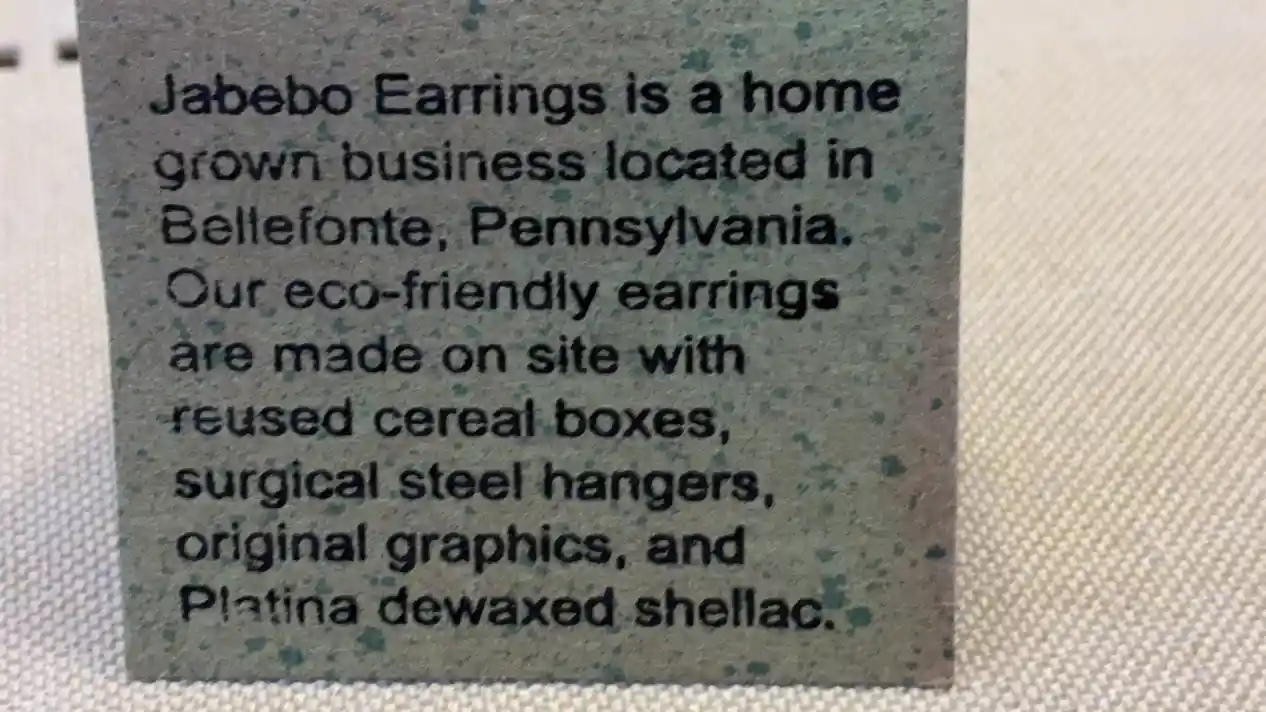 Jabebo Earrings is a home
grown business located in
Bellefonte, Pennsylvania.
Our eco-friendly earrings
are made on site with
reused cereal boxes,
surgical steel hangers,
original graphics, and
Platina dewaxed shellac.